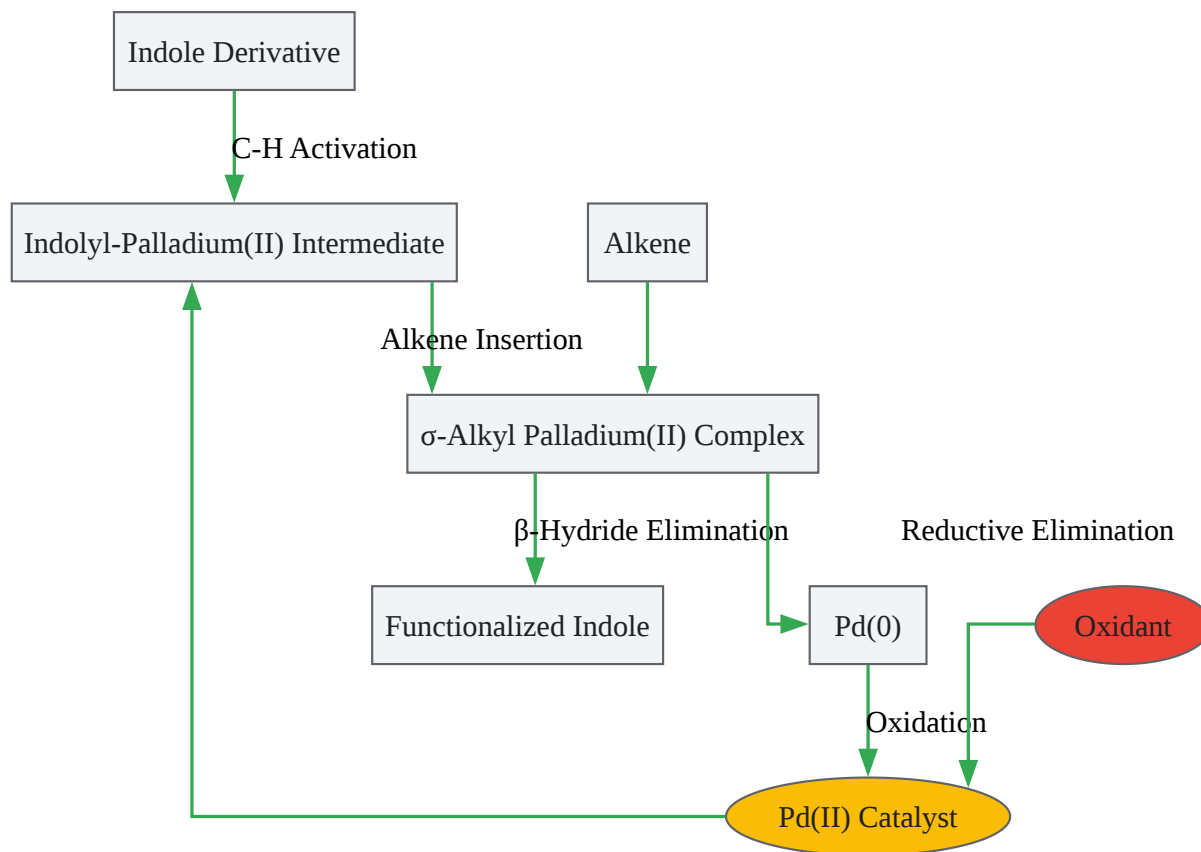 Indole Derivative
C-H Activation
Indolyl-Palladium(II) Intermediate
Alkene
Alkene Insertion
σ-Alkyl Palladium(II) Complex
β-Hydride Elimination
Reductive Elimination
Functionalized Indole
Pd(0)
Oxidant
Oxidation
Pd(II) Catalyst